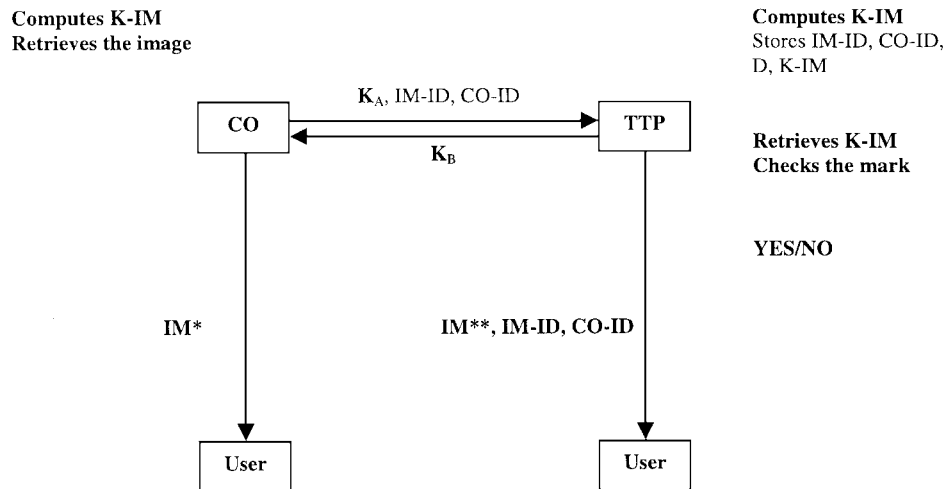 Computes K-IM
Retrieves the image
Computes K-IM
Stores IM-ID, CO-ID,
D, K-IM
K_A, IM-ID, CO-ID
CO
TTP
K_B
Retrieves K-IM
Checks the mark
YES/NO
IM*
IM**, IM-ID, CO-ID
User
User